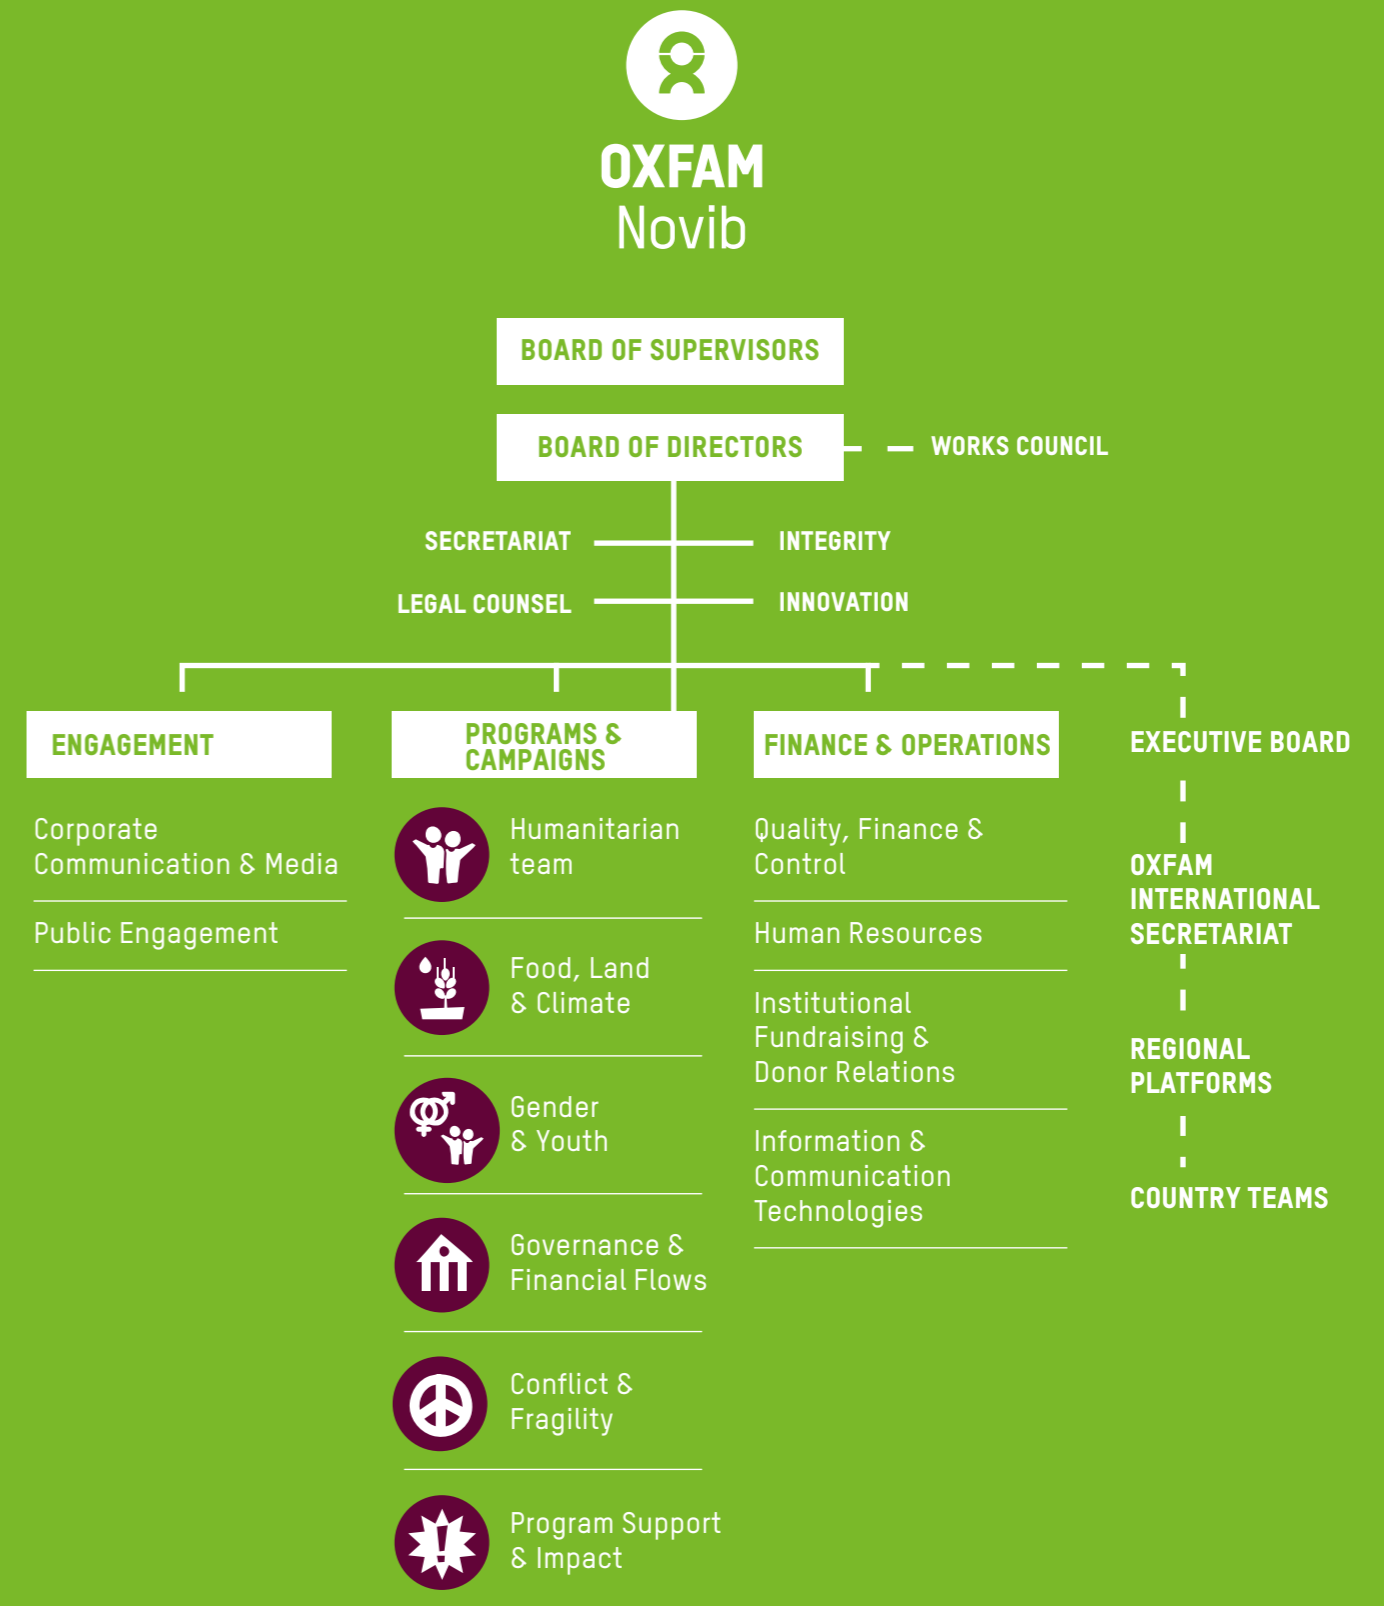 OXFAM
Novib
BOARD OF SUPERVISORS
BOARD OF DIRECTORS
WORKS COUNCIL
SECRETARIAT
INTEGRITY
LEGAL COUNSEL
INNOVATION
ENGAGEMENT
Corporate
Communication & Media
Public Engagement
PROGRAMS &
CAMPAIGNS
Humanitarian
team
Food, Land
& Climate
Gender
& Youth
Governance &
Financial Flows
Conflict &
Fragility
Program Support
& Impact
FINANCE & OPERATIONS
Quality, Finance &
Control
Human Resources
Institutional
Fundraising &
Donor Relations
Information &
Communication
Technologies
EXECUTIVE BOARD
OXFAM
INTERNATIONAL
SECRETARIAT
REGIONAL
PLATFORMS
COUNTRY TEAMS